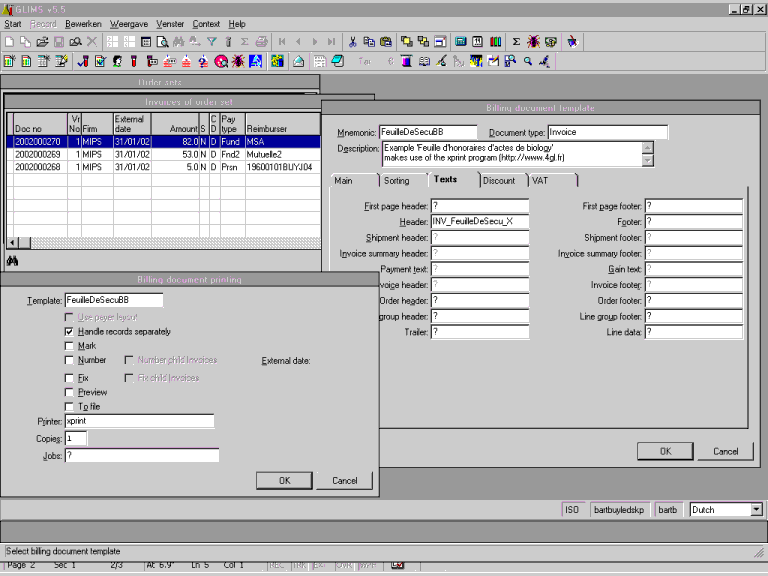 GLIMS v5.5
Start Record Bewerken Weergave Venster Context Help
Order sets
Invoices of order set
Doc no Vr No Firm External date Amount S C D Pay type Reimburser
2002000270 1 MIPS 31/01/02 82.0 N D Fund MSA
2002000269 1 MIPS 31/01/02 53.0 N D Fnd2 Mutuelle2
2002000268 1 MIPS 31/01/02 5.0 N D Prsn 19600101BUYJ04
Billing document template
Mnemonic: FeuilleDeSecuBB Document type: Invoice
Description: Example 'Feuille d'honoraires d'actes de biology'
makes use of the xprint program (http://www.4gl.fr)
Main Sorting Texts Discount VAT
First page header: ? First page footer: ?
Header: INV_FeuilleDeSecu_X Footer: ?
Shipment header: ? Shipment footer: ?
Invoice summary header: ? Invoice summary footer: ?
Payment text: ? Gain text: ?
voice header: ? Invoice footer: ?
Order header: ? Order footer: ?
group header: ? Line group footer: ?
Trailer: ? Line data: ?
OK Cancel
Billing document printing
Template: FeuilleDeSecuBB
Use payer layout
Handle records separately
Mark
Number Number child Invoices External date:
Fix Fix child Invoices
Preview
To file
Printer: xprint
Copies: 1
Jobs: ?
OK Cancel
ISO bartbuyledskp bartb Dutch
Select billing document template
Page 2 Sec 1 2/3 At 6.9" Ln 5 Col 1 REC TRK EXT OVR WPH